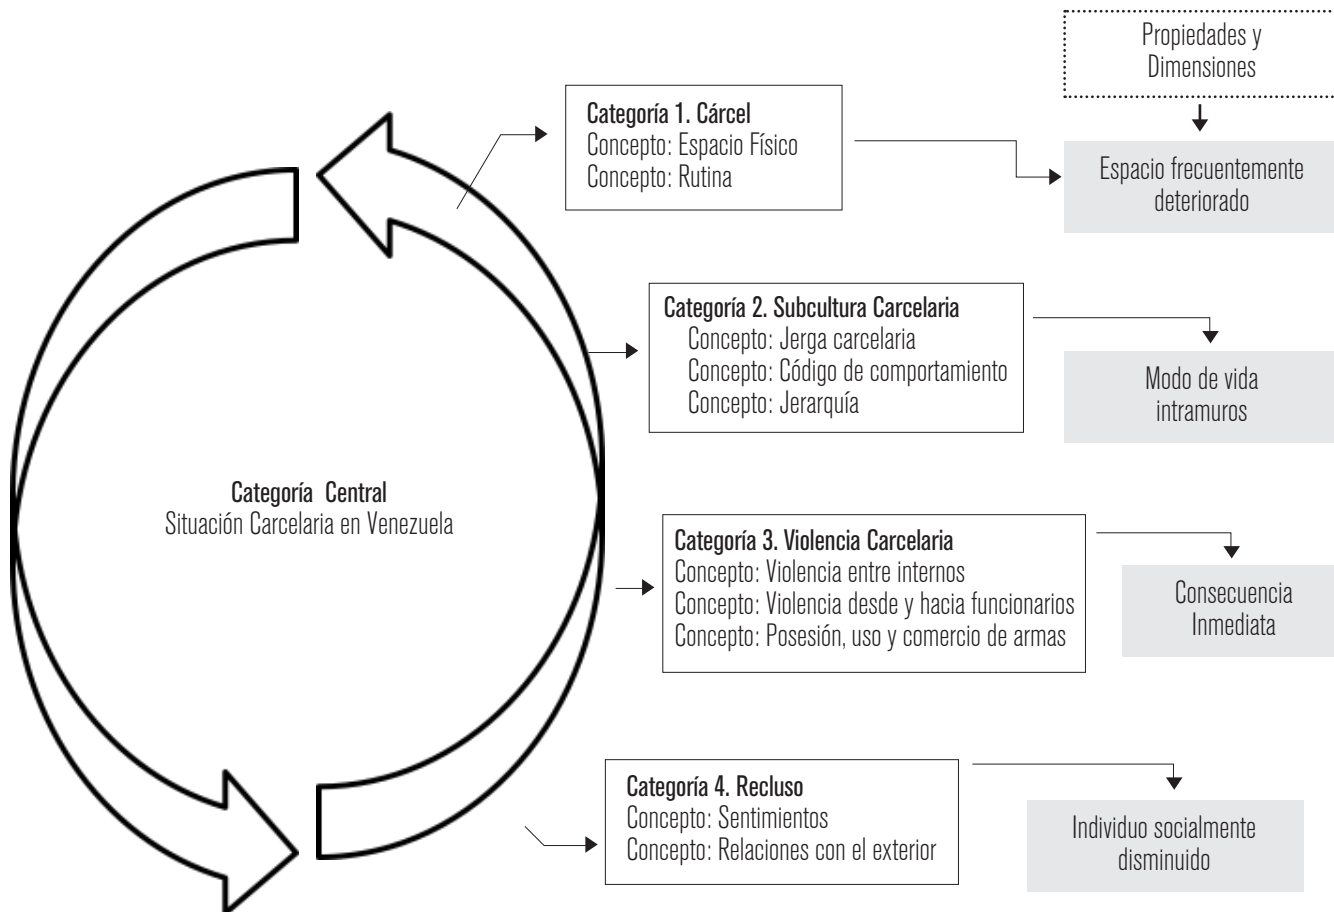 Propiedades y
Dimensiones
Categoría 1. Cárcel
Concepto: Espacio Físico
Concepto: Rutina
Espacio frecuentemente
deteriorado
Categoría 2. Subcultura Carcelaria
Concepto: Jerga carcelaria
Concepto: Código de comportamiento
Concepto: Jerarquía
Modo de vida
intramuros
Categoría Central
Situación Carcelaria en Venezuela
Categoría 3. Violencia Carcelaria
Concepto: Violencia entre internos
Concepto: Violencia desde y hacia funcionarios
Concepto: Posesión, uso y comercio de armas
Consecuencia
Inmediata
Categoría 4. Recluso
Concepto: Sentimientos
Concepto: Relaciones con el exterior
Individuo socialmente
disminuido